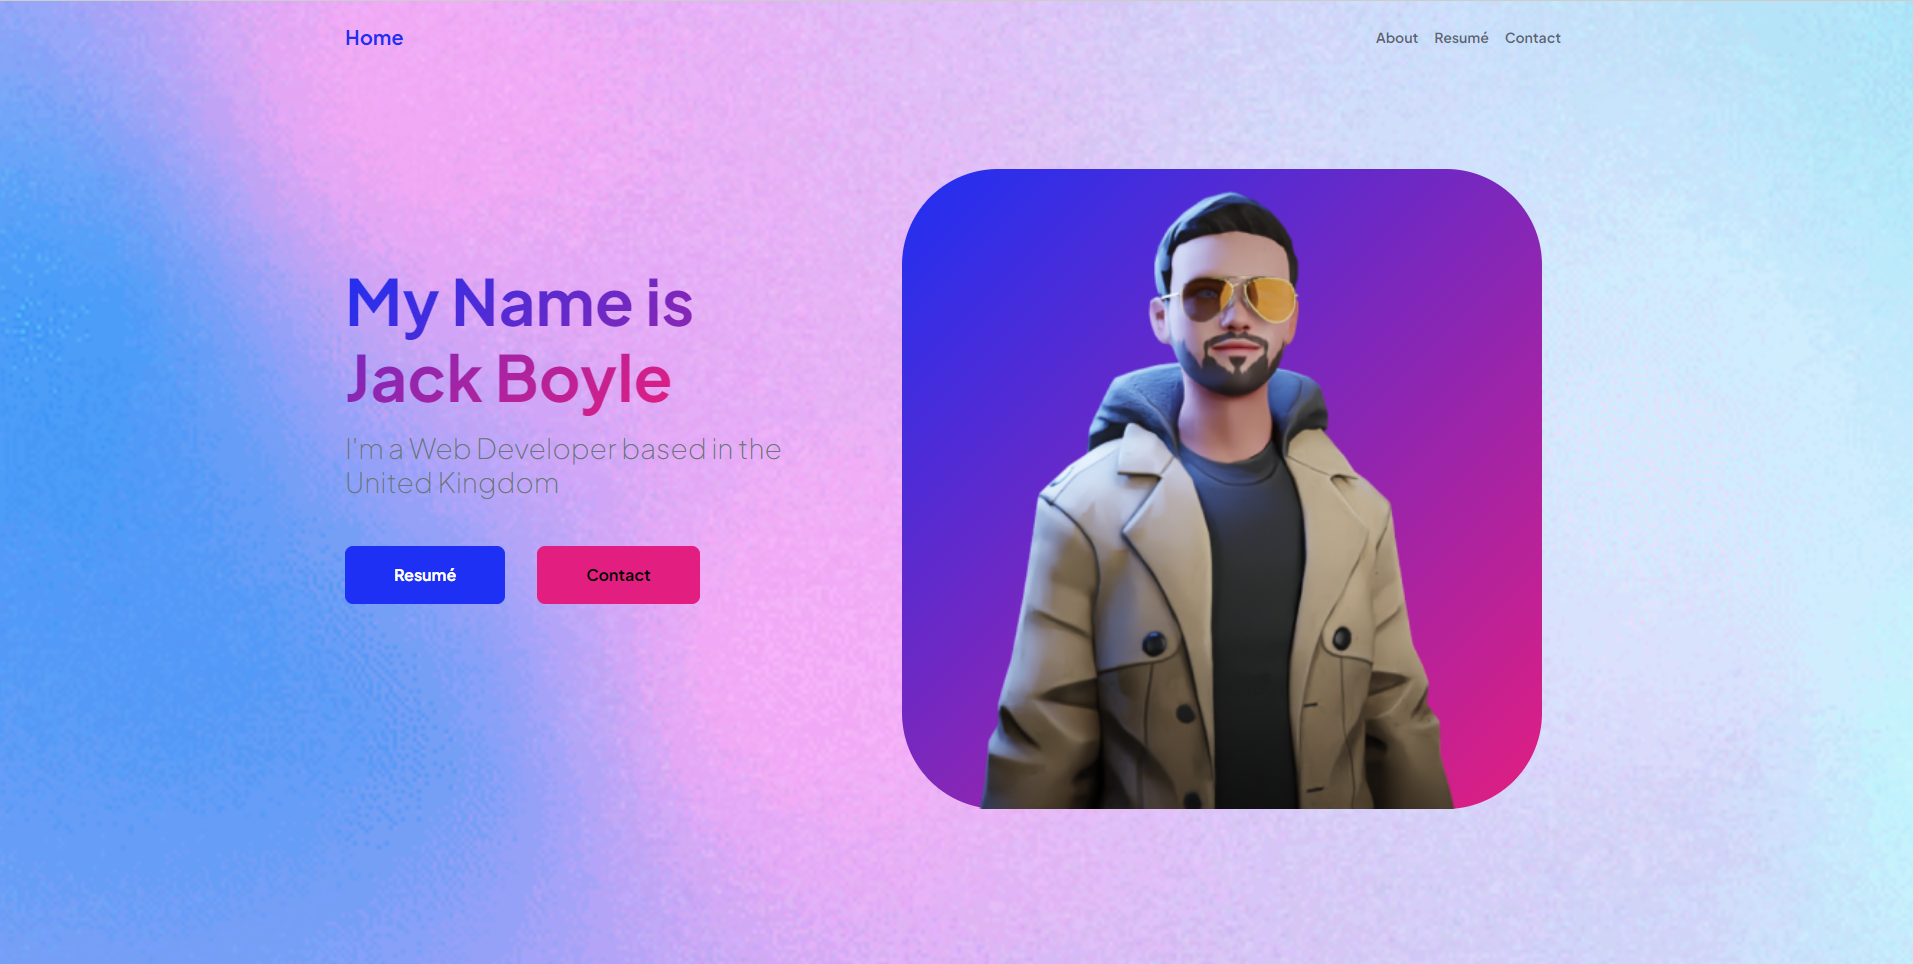 Home
About Resumé Contact
My Name is
Jack Boyle
I'm a Web Developer based in the
United Kingdom
Resumé Contact